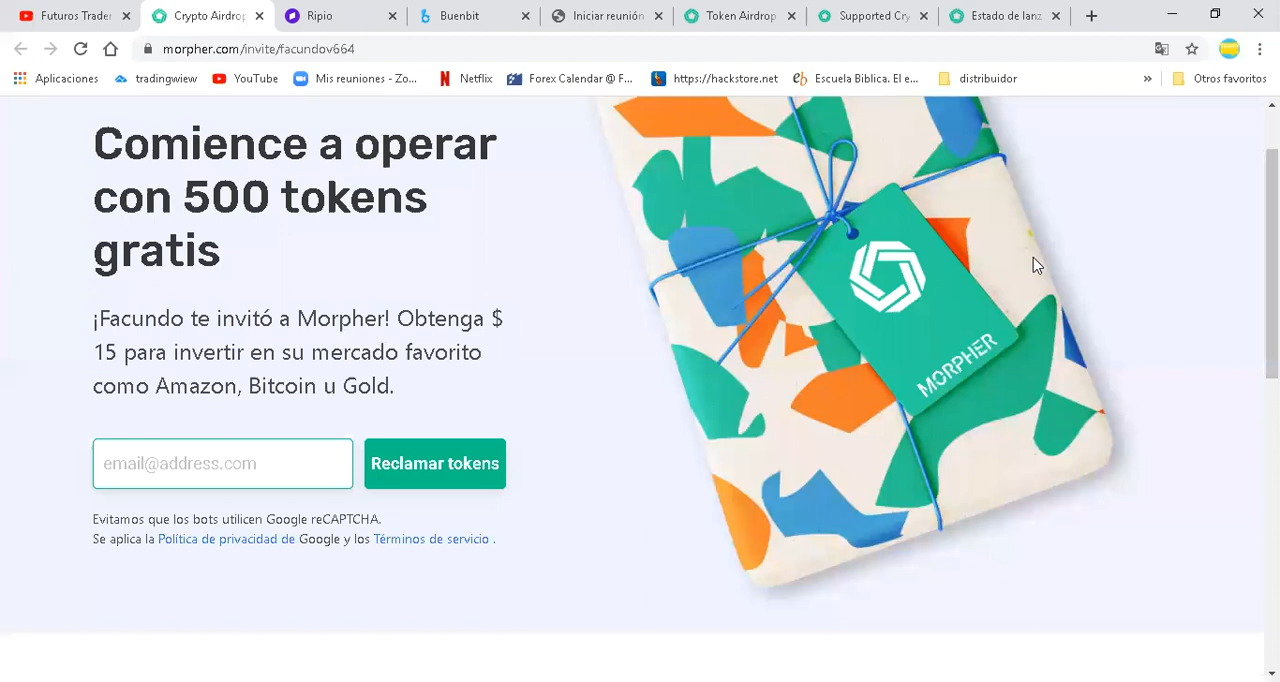 Futuros Trader
Crypto Airdrop
Ripio
Buenbit
Iniciar reunión
Token Airdrop
Supported Cry
Estado de lanz
morpher.com/invite/facundov664
Aplicaciones
tradingwiew
YouTube
Mis reuniones - Zo...
Netflix
Forex Calendar @ F...
Escuela Biblica. El e...
distribuidor
»
Otros favoritos
Comience a operar
con 500 tokens
gratis
¡Facundo te invitó a Morpher! Obtenga $
15 para invertir en su mercado favorito
como Amazon, Bitcoin u Gold.
email@address.com
Reclamar tokens
Evitamos que los bots utilicen Google reCAPTCHA.
Se aplica la Política de privacidad de Google y los Términos de servicio .
MORPHER